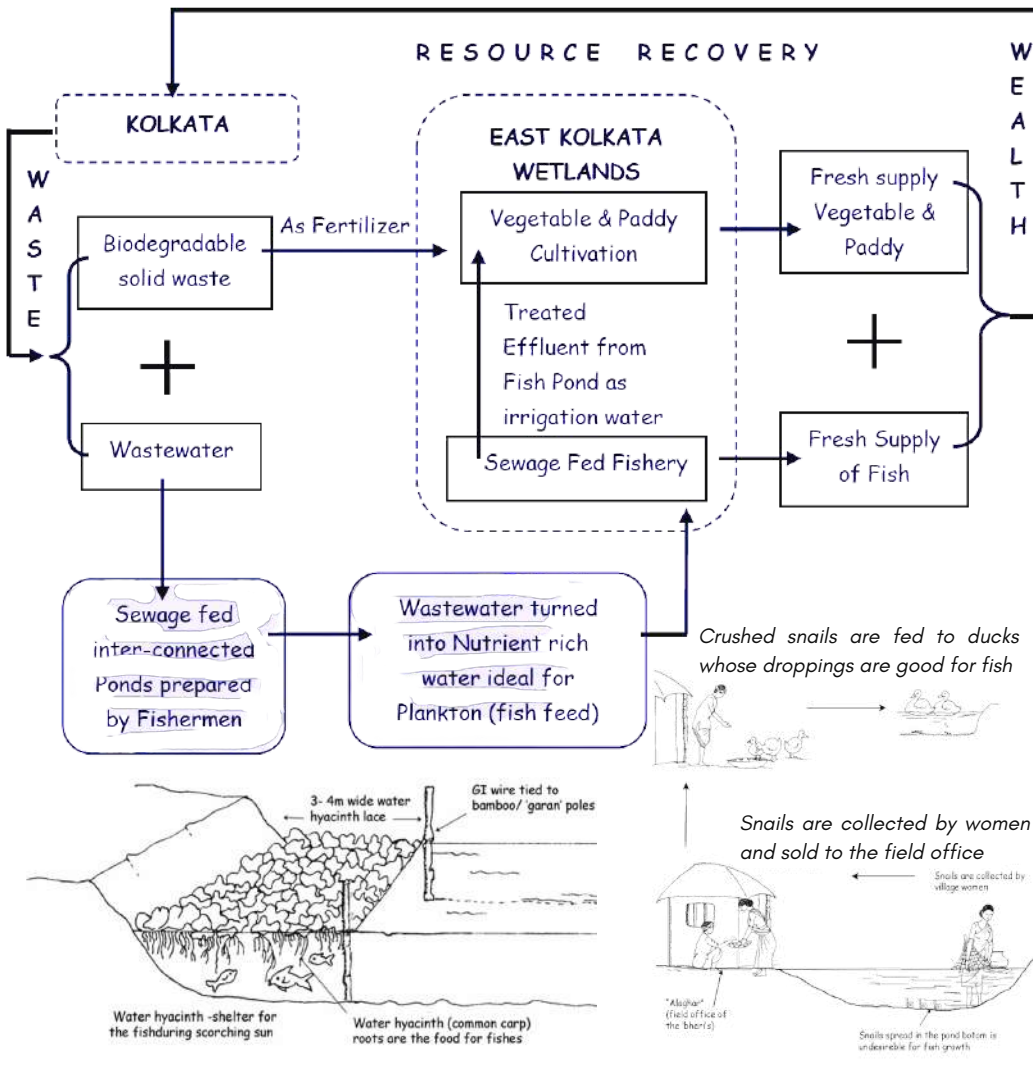 RESOURCE RECOVERY
WEALTH
KOLKATA
WASTE
EAST KOLKATA
WETLANDS
Biodegradable
solid waste
As Fertilizer
Vegetable & Paddy
Cultivation
Fresh supply
Vegetable &
Paddy
Treated
Effluent from
Fish Pond as
irrigation water
Wastewater
Sewage Fed Fishery
Fresh Supply
of Fish
Sewage fed
inter-connected
Ponds prepared
by Fishermen
Wastewater turned
into Nutrient rich
water ideal for
Plankton (fish feed)
Crushed snails are fed to ducks
whose droppings are good for fish
3- 4m wide water
hyacinth lace
GI wire tied to
bamboo/ 'garan' poles
Snails are collected by women
and sold to the field office
Snails are collected by
village women
Water hyacinth -shelter for
the fishduring scorching sun
Water hyacinth (common carp)
roots are the food for fishes
"Alaghar"
(field office of
the 'bheri's)
Snails spread in the pond botom is
undesireble for fish growth